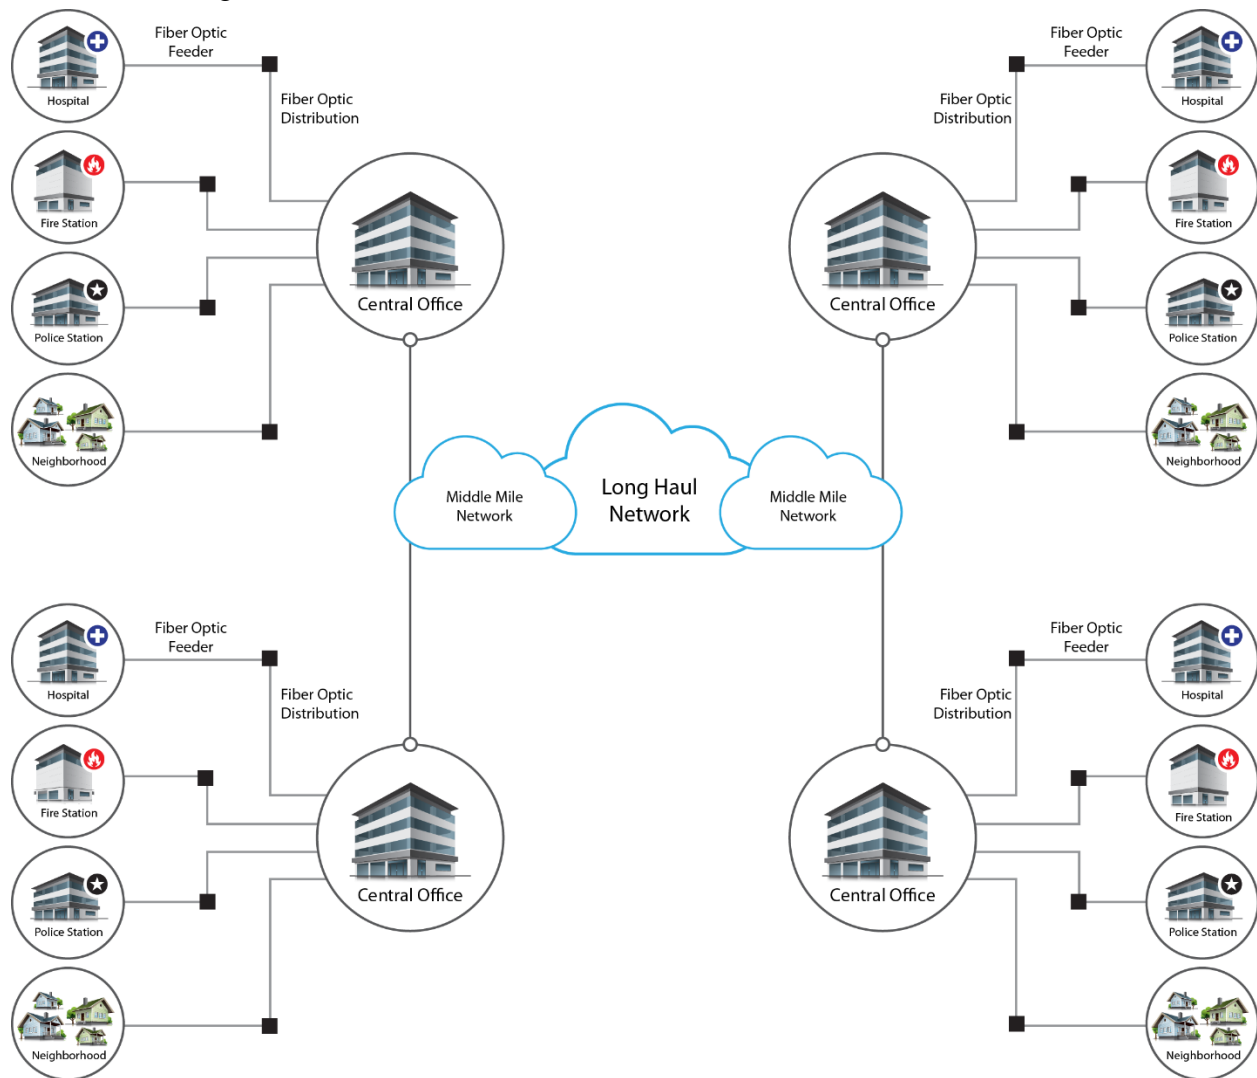 Fiber Optic
Feeder
Hospital
Fiber Optic
Distribution
Fire Station
Central Office
Police Station
Neighborhood
Fiber Optic
Feeder
Hospital
Fiber Optic
Distribution
Fire Station
Central Office
Police Station
Neighborhood
Middle Mile
Network
Long Haul
Network
Middle Mile
Network
Fiber Optic
Feeder
Hospital
Fiber Optic
Distribution
Fire Station
Central Office
Police Station
Neighborhood
Fiber Optic
Feeder
Hospital
Fiber Optic
Distribution
Fire Station
Central Office
Police Station
Neighborhood